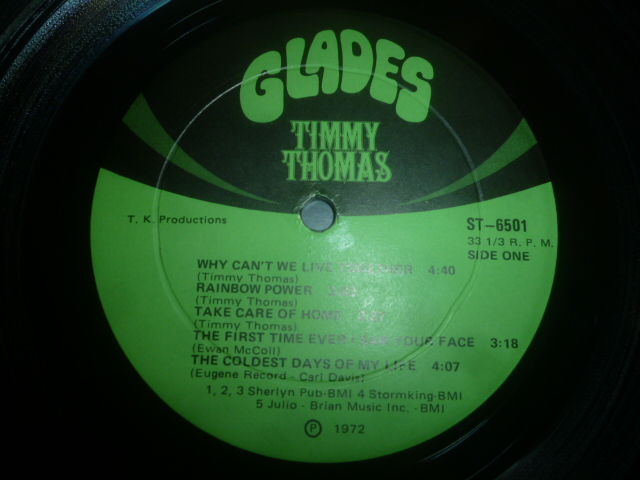 GLADES
TIMMY
THOMAS
T. K. Productions
ST-6501
33 1/3 R. P. M.
SIDE ONE
WHY CAN'T WE LIVE TOGETHER 4:40
(Timmy Thomas)
RAINBOW POWER
(Timmy Thomas)
TAKE CARE OF HOME
(Timmy Thomas)
THE FIRST TIME EVER I SAW YOUR FACE 3:18
(Ewan McColl)
THE COLDEST DAYS OF MY LIFE 4:07
(Eugene Record - Carl Davis)
1, 2, 3 Sherlyn Pub-BMI 4 Stormking-BMI
5 Julio - Brian Music Inc. -BMI
Ⓟ 1972